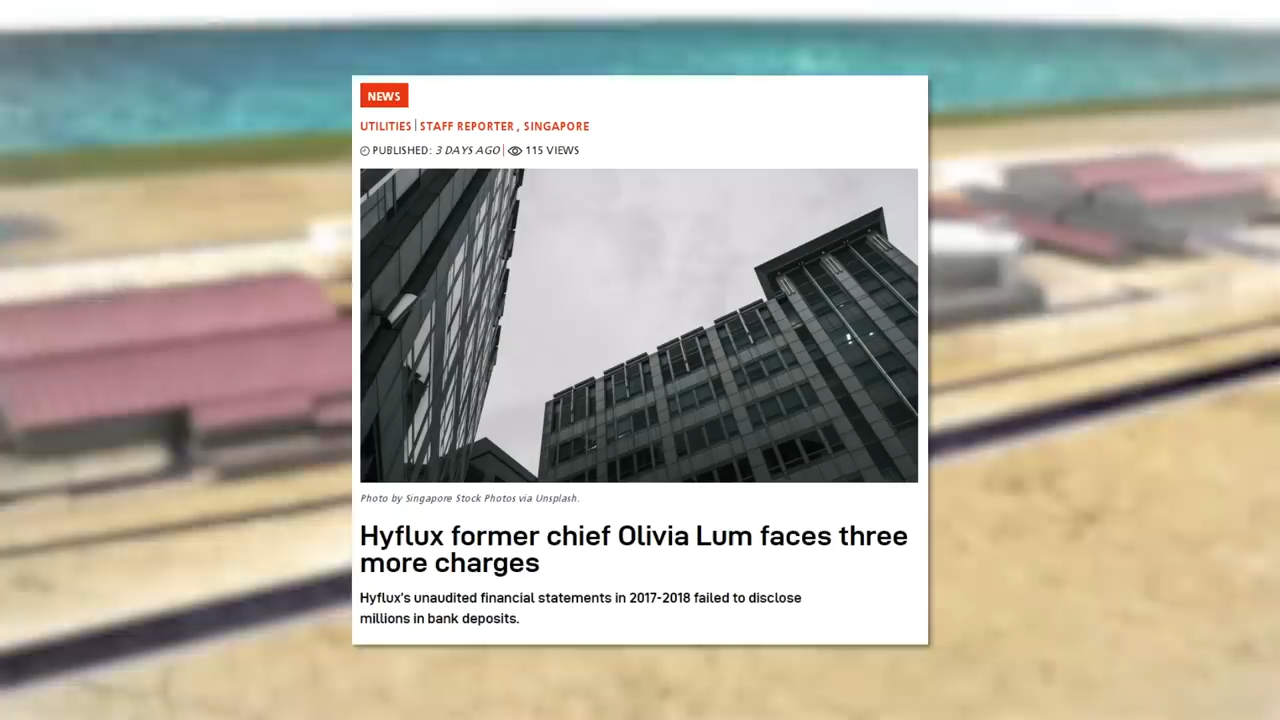 NEWS
UTILITIES | STAFF REPORTER , SINGAPORE
PUBLISHED: 3 DAYS AGO | 115 VIEWS
Photo by Singapore Stock Photos via Unsplash.
Hyflux former chief Olivia Lum faces three
more charges
Hyflux's unaudited financial statements in 2017-2018 failed to disclose
millions in bank deposits.